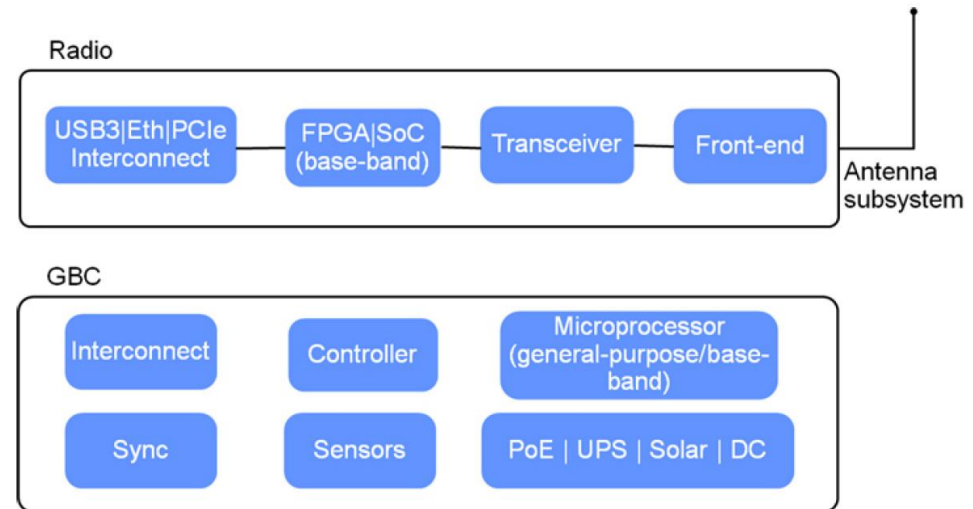 Radio
USB3|Eth|PCIe
Interconnect
FPGA|SoC
(base-band)
Transceiver
Front-end
Antenna
subsystem
GBC
Interconnect
Controller
Microprocessor
(general-purpose/base-
band)
Sync
Sensors
PoE | UPS | Solar | DC